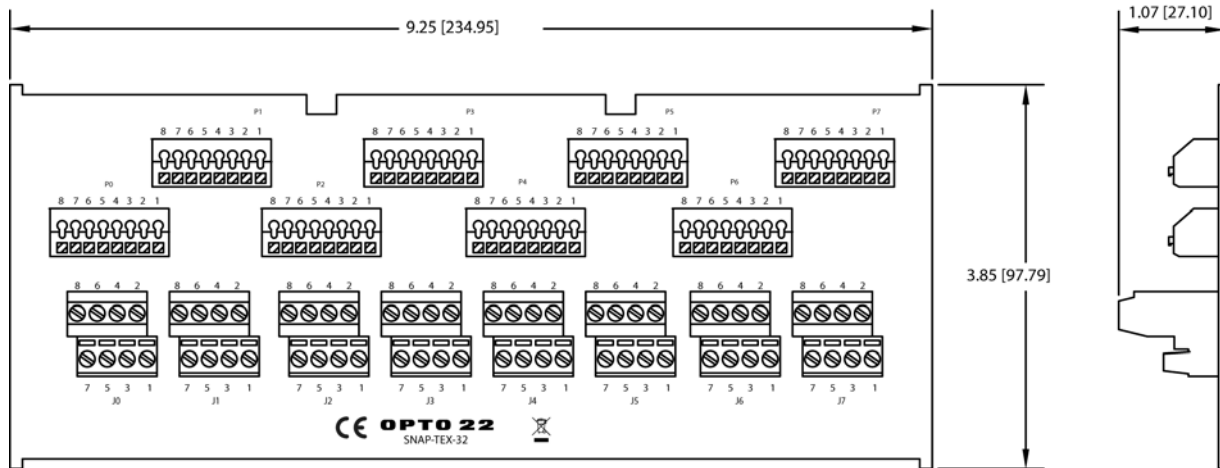 9.25 [234.95]
1.07 [27.10]
P1 P3 P5 P7
8 7 6 5 4 3 2 1 8 7 6 5 4 3 2 1 8 7 6 5 4 3 2 1 8 7 6 5 4 3 2 1
P0 P2 P4 P6
8 7 6 5 4 3 2 1 8 7 6 5 4 3 2 1 8 7 6 5 4 3 2 1 8 7 6 5 4 3 2 1
3.85 [97.79]
8 6 4 2 8 6 4 2 8 6 4 2 8 6 4 2 8 6 4 2 8 6 4 2 8 6 4 2 8 6 4 2
7 5 3 1 7 5 3 1 7 5 3 1 7 5 3 1 7 5 3 1 7 5 3 1 7 5 3 1 7 5 3 1
J0 J1 J2 J3 J4 J5 J6 J7
CE OPTO 22
SNAP-TEX-32